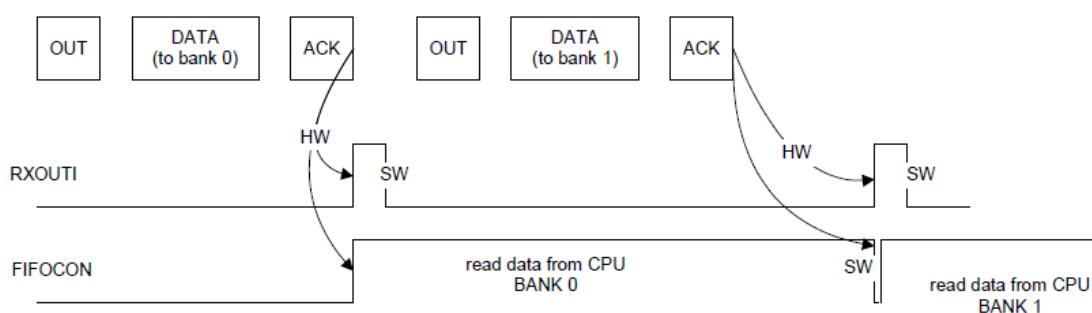 OUT
DATA
(to bank 0)
ACK
OUT
DATA
(to bank 1)
ACK
HW
HW
RXOUTI
SW
SW
FIFOCON
read data from CPU
BANK 0
SW
read data from CPU
BANK 1